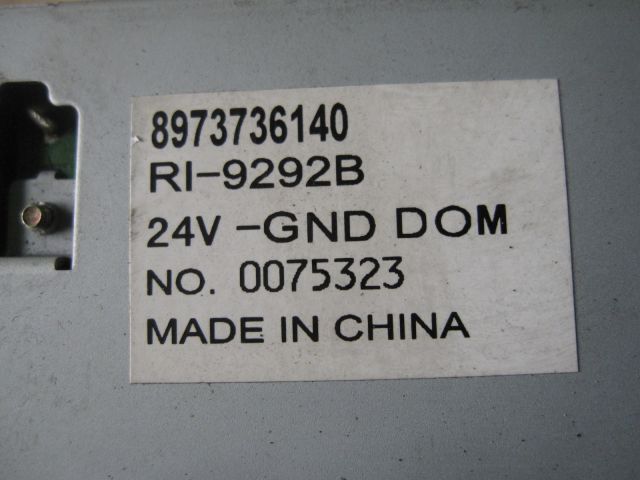 8973736140
RI-9292B
24V -GND DOM
NO. 0075323
MADE IN CHINA